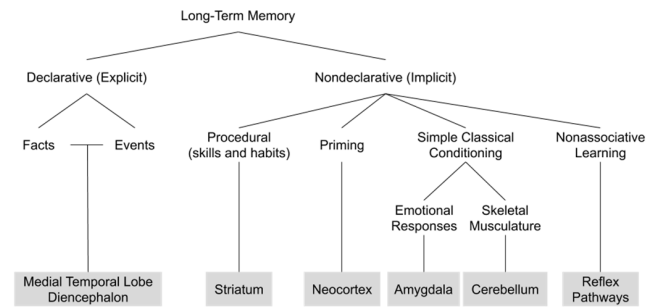 Long-Term Memory
Declarative (Explicit)
Nondeclarative (Implicit)
Facts
Events
Procedural
(skills and habits)
Priming
Simple Classical
Conditioning
Nonassociative
Learning
Emotional
Responses
Skeletal
Musculature
Medial Temporal Lobe
Diencephalon
Striatum
Neocortex
Amygdala
Cerebellum
Reflex
Pathways